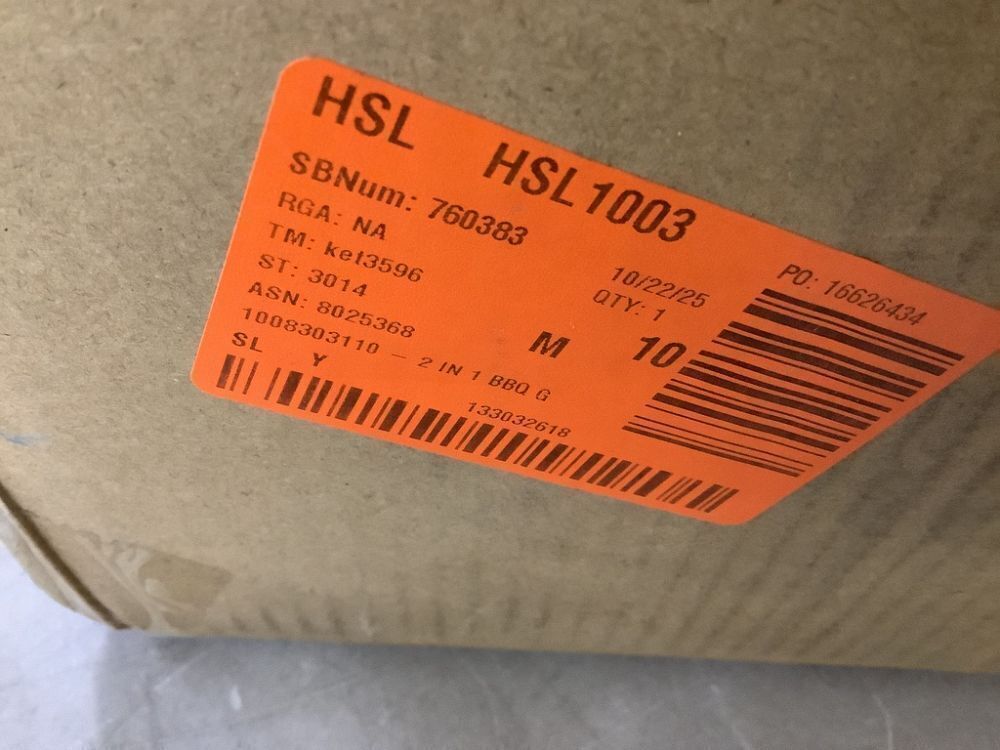 HSL HSL1003
SBNum: 760383
RGA: NA
TM: ket3596
ST: 3014
ASN: 8025368
1008303110 – 2 IN 1 BBQ G
SL Y
133032618
10/22/25
QTY: 1
M 10
PO: 16626434